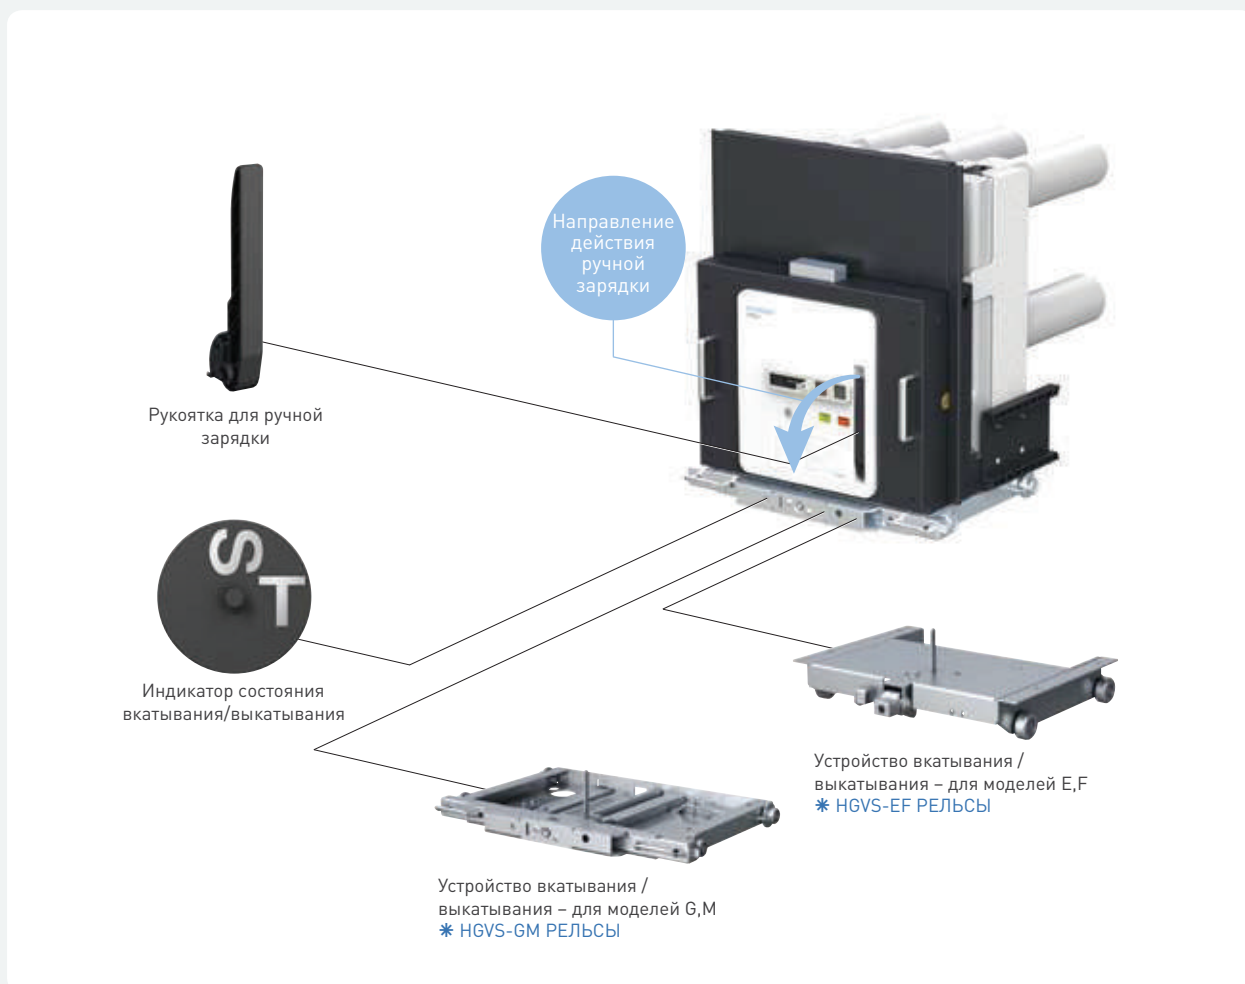 Направление
действия
ручной
зарядки
Рукоятка для ручной
зарядки
S
T
Индикатор состояния
вкатывания/выкатывания
Устройство вкатывания /
выкатывания – для моделей E,F
✱ HGVS-EF РЕЛЬСЫ
Устройство вкатывания /
выкатывания – для моделей G,M
✱ HGVS-GM РЕЛЬСЫ